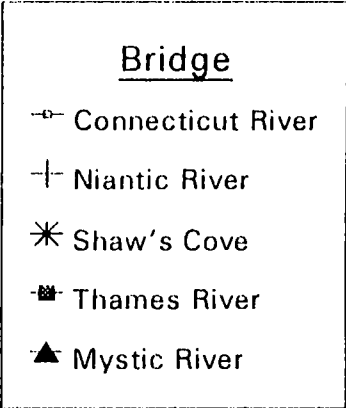 Bridge
Connecticut River
Niantic River
Shaw's Cove
Thames River
Mystic River